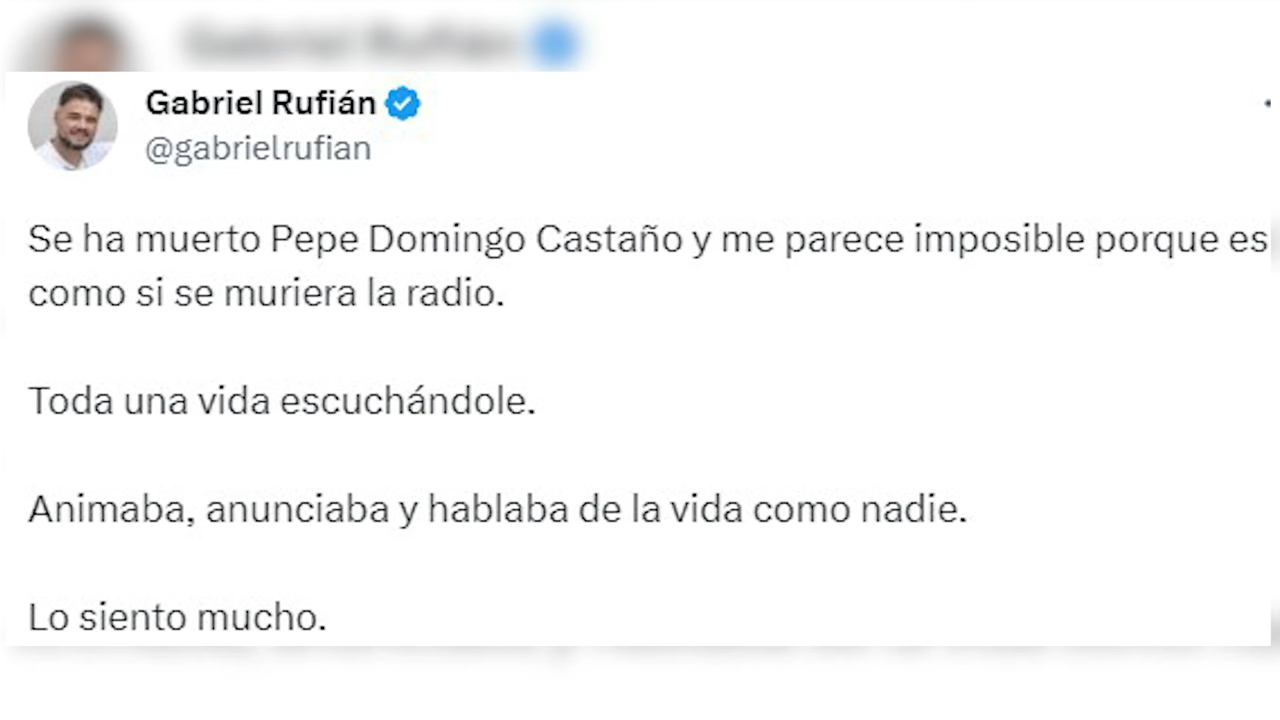 Gabriel Rufián
@gabrielrufian
Se ha muerto Pepe Domingo Castaño y me parece imposible porque es
como si se muriera la radio.
Toda una vida escuchándole.
Animaba, anunciaba y hablaba de la vida como nadie.
Lo siento mucho.